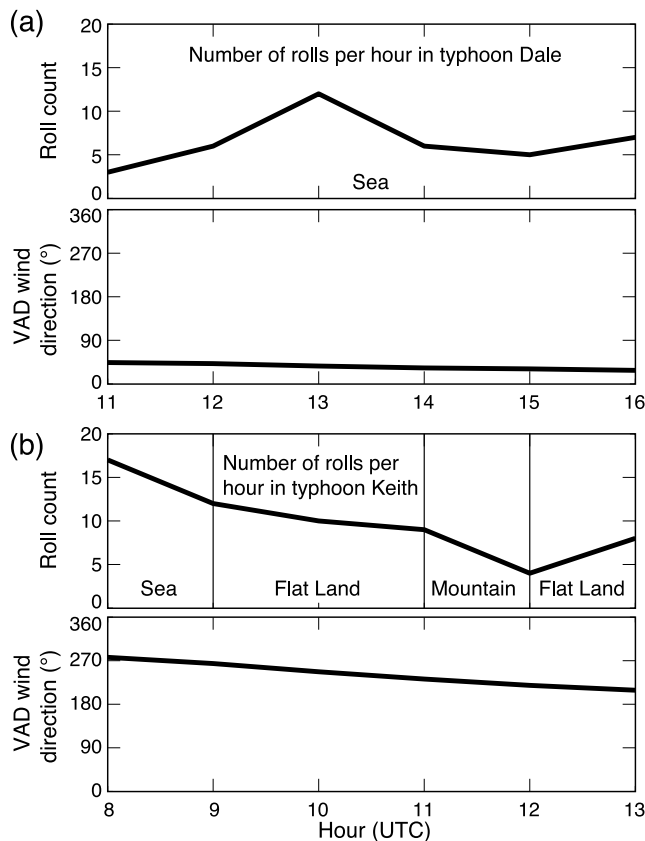 (a)
Number of rolls per hour in typhoon Dale
Roll count
20
15
10
5
0
Sea
VAD wind
direction (°)
360
270
180
90
0
11 12 13 14 15 16
(b)
Number of rolls per
hour in typhoon Keith
Roll count
20
15
10
5
0
Sea Flat Land Mountain Flat Land
VAD wind
direction (°)
360
270
180
90
0
8 9 10 11 12 13
Hour (UTC)